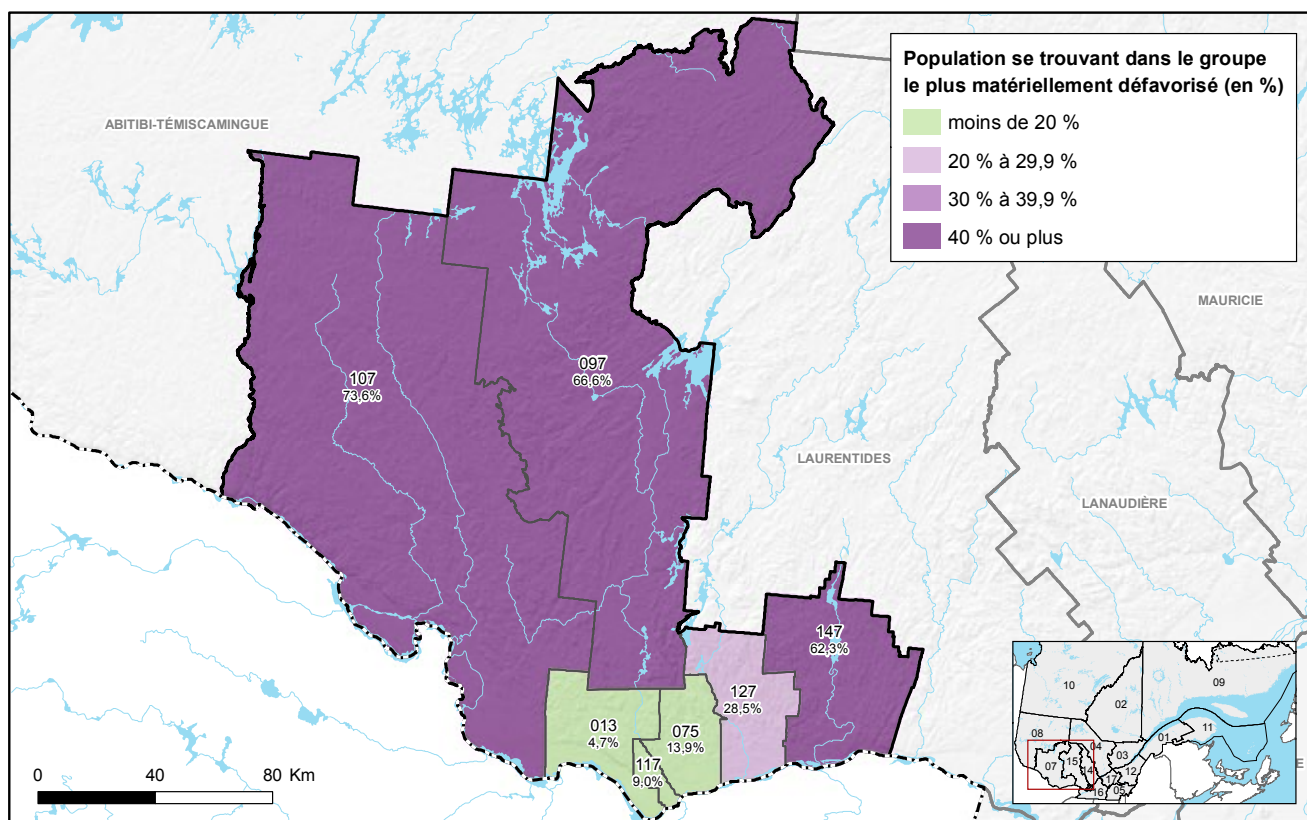 Population se trouvant dans le groupe
le plus matériellement défavorisé (en %)
moins de 20 %
20 % à 29,9 %
30 % à 39,9 %
40 % ou plus
ABITIBI-TÉMISCAMINGUE
MAURICIE
LAURENTIDES
LANAUDIÈRE
107
73,6%
097
66,6%
147
62,3%
127
28,5%
013
4,7%
075
13,9%
117
9,0%
0 40 80 Km
10
09
02
11
08
01
04
03
07
15
14
12
17
16
05
E